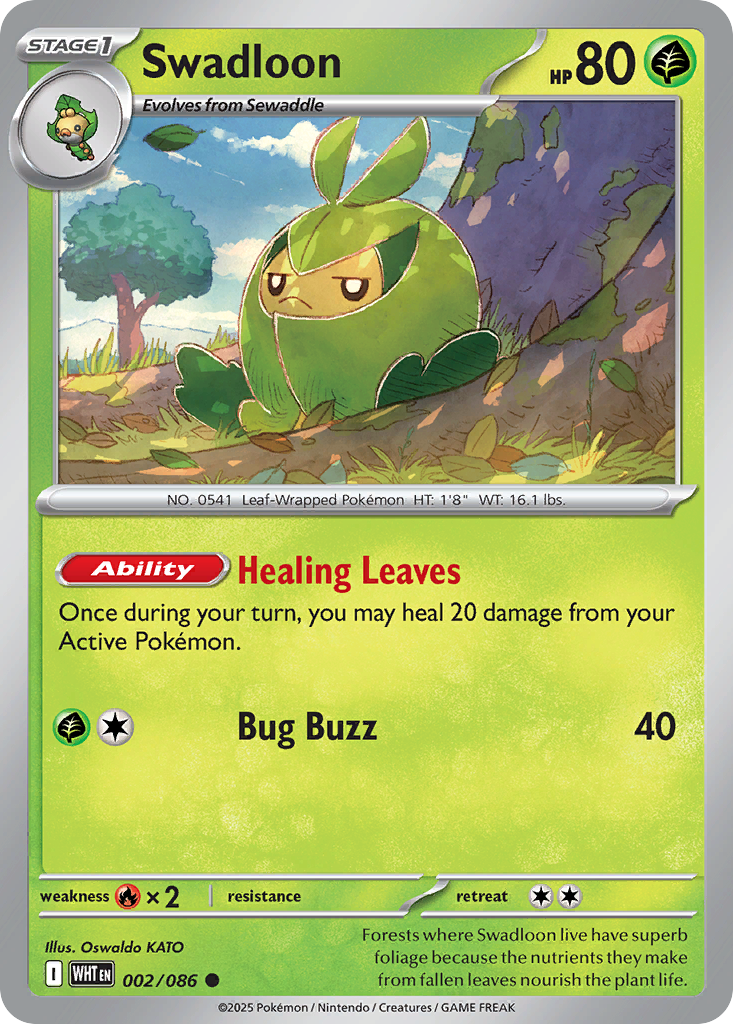 STAGE1
Swadloon
HP 80
Evolves from Sewaddle
NO. 0541 Leaf-Wrapped Pokémon HT: 1'8" WT: 16.1 lbs.
Ability Healing Leaves
Once during your turn, you may heal 20 damage from your
Active Pokémon.
Bug Buzz 40
weakness ×2 resistance retreat
Illus. Oswaldo KATO
I WHT EN 002/086
Forests where Swadloon live have superb
foliage because the nutrients they make
from fallen leaves nourish the plant life.
©2025 Pokémon / Nintendo / Creatures / GAME FREAK